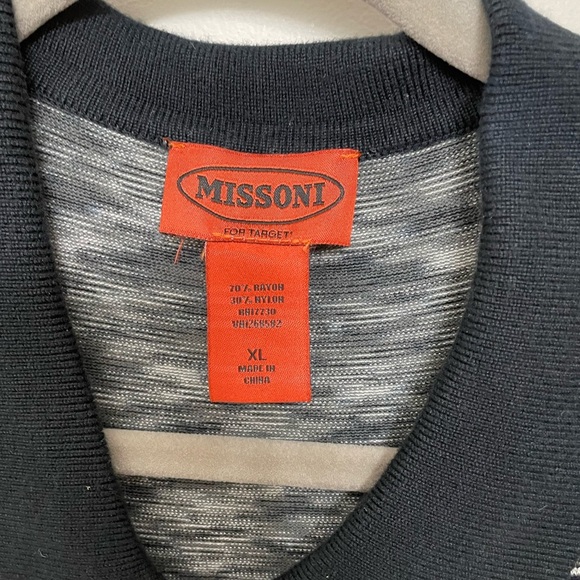 MISSONI
FOR TARGET
70% RAYON
30% NYLON
XL
MADE IN
CHINA